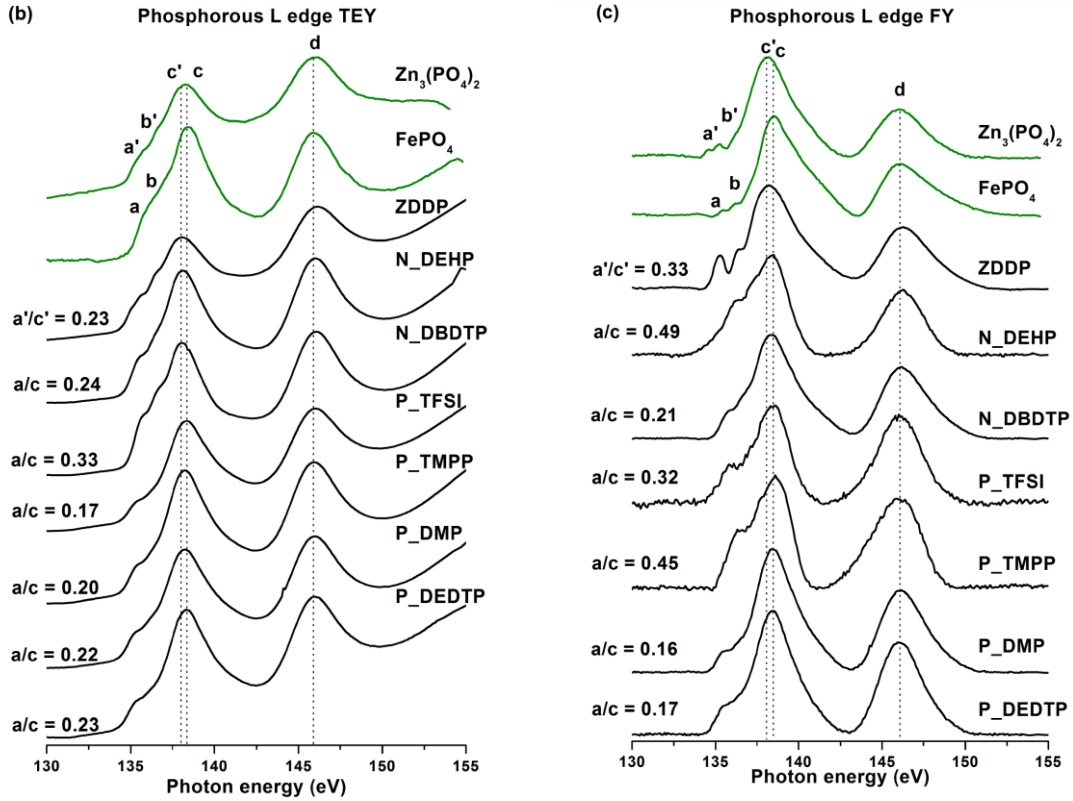 (b)
Phosphorous L edge TEY
d
c' c
Zn3(PO4)2
b'
a'
FePO4
b
a
ZDDP
N_DEHP
a'/c' = 0.23
N_DBDTP
a/c = 0.24
P_TFSI
a/c = 0.33
P_TMPP
a/c = 0.17
P_DMP
a/c = 0.20
P_DEDTP
a/c = 0.22
a/c = 0.23
130 135 140 145 150 155
Photon energy (eV)
(c)
Phosphorous L edge FY
c' c
d
b'
a'
Zn3(PO4)2
b
a
FePO4
a'/c' = 0.33
ZDDP
a/c = 0.49
N_DEHP
a/c = 0.21
N_DBDTP
a/c = 0.32
P_TFSI
a/c = 0.45
P_TMPP
a/c = 0.16
P_DMP
a/c = 0.17
P_DEDTP
130 135 140 145 150 155
Photon energy (eV)